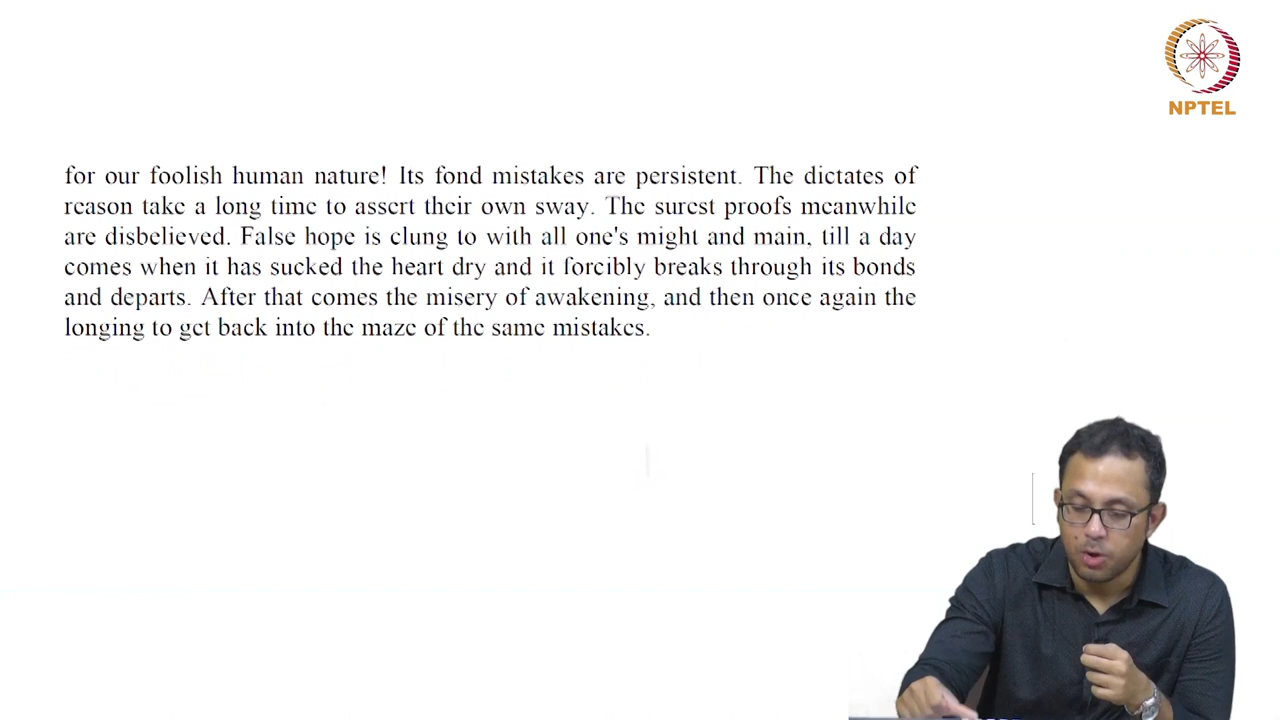 NPTEL
for our foolish human nature! Its fond mistakes are persistent. The dictates of
reason take a long time to assert their own sway. The surest proofs meanwhile
are disbelieved. False hope is clung to with all one's might and main, till a day
comes when it has sucked the heart dry and it forcibly breaks through its bonds
and departs. After that comes the misery of awakening, and then once again the
longing to get back into the maze of the same mistakes.